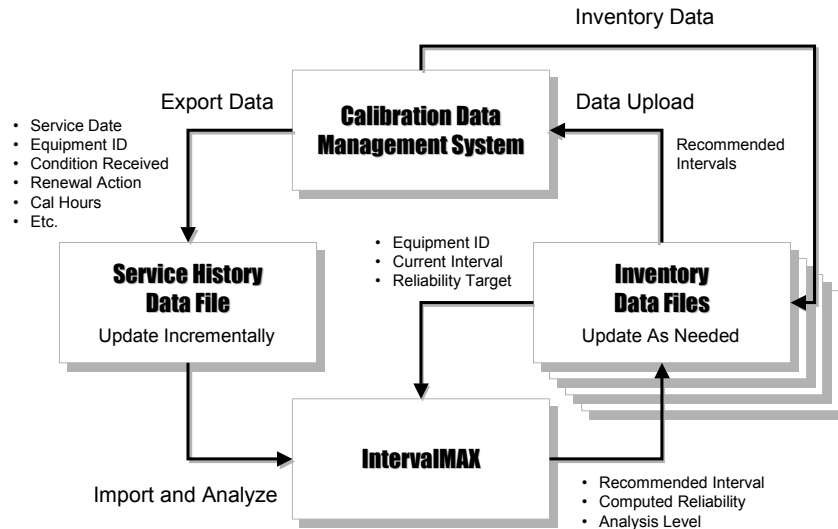 Inventory Data
Export Data
Calibration Data
Management System
Data Upload
• Service Date
• Equipment ID
• Condition Received
• Renewal Action
• Cal Hours
• Etc.
Recommended
Intervals
Service History
Data File
Update Incrementally
• Equipment ID
• Current Interval
• Reliability Target
Inventory
Data Files
Update As Needed
IntervalMAX
Import and Analyze
• Recommended Interval
• Computed Reliability
• Analysis Level